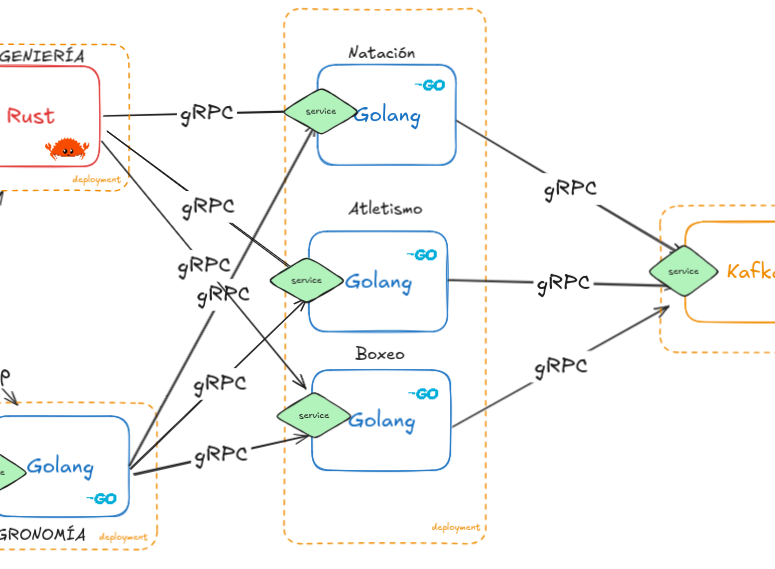 GENIERÍA
Rust
deployment
gRPC
gRPC
gRPC
gRPC
gRPC
gRPC
Natación
service
Golang
GO
Atletismo
service
Golang
GO
Boxeo
service
Golang
GO
deployment
gRPC
gRPC
gRPC
service
Kafka
p
e
Golang
GO
GRONOMÍA
deployment